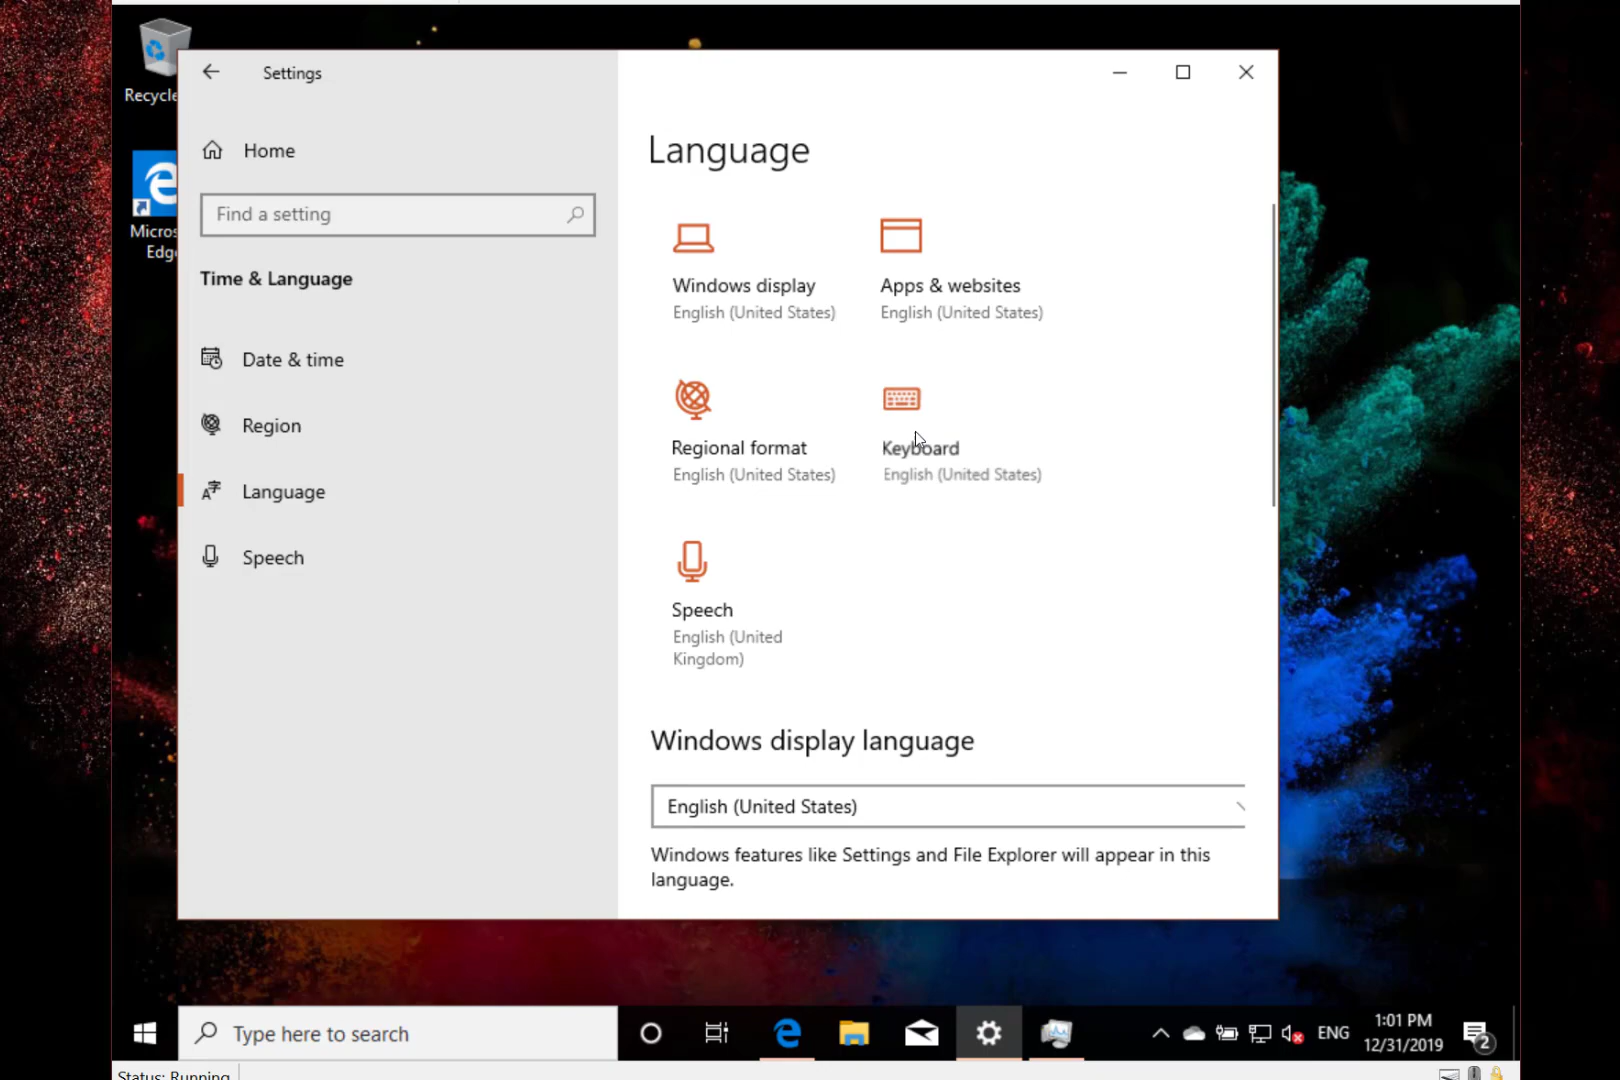 Recycle
Micros
Edg
Settings
Home
Find a setting
Time & Language
Date & time
Region
Language
Speech
Language
Windows display
English (United States)
Apps & websites
English (United States)
Regional format
English (United States)
Keyboard
English (United States)
Speech
English (United
Kingdom)
Windows display language
English (United States)
Windows features like Settings and File Explorer will appear in this
language.
Type here to search
ENG
1:01 PM
12/31/2019
2
Status: Running